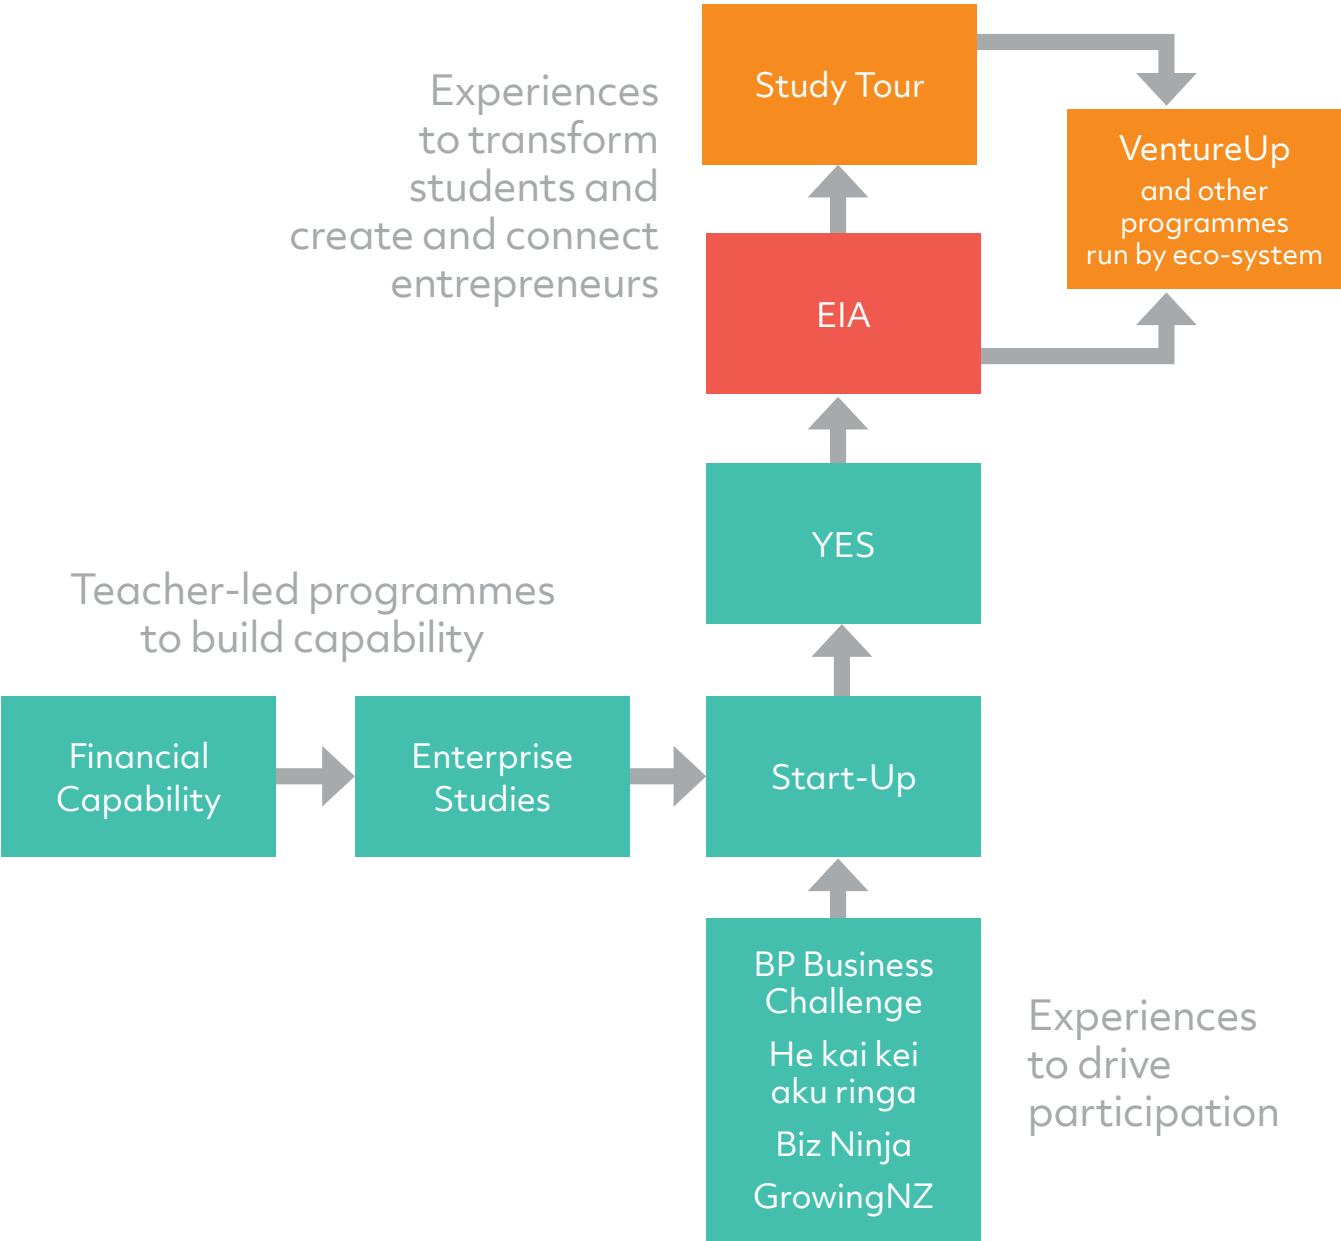 Study Tour
Experiences
to transform
students and
create and connect
entrepreneurs
VentureUp
and other
programmes
run by eco-system
EIA
YES
Teacher-led programmes
to build capability
Financial
Capability
Enterprise
Studies
Start-Up
BP Business
Challenge
He kai kei
aku ringa
Biz Ninja
GrowingNZ
Experiences
to drive
participation